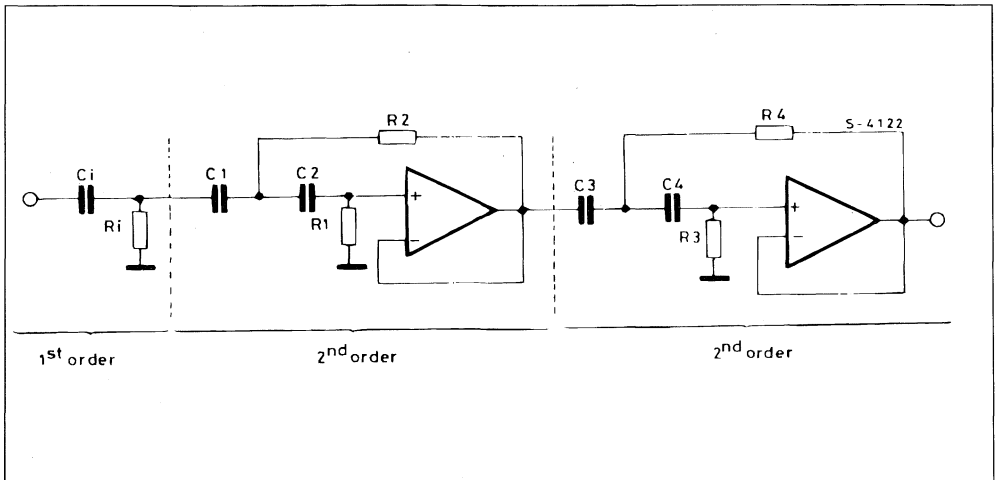 R2
R4
S-4122
Ci
C1
C2
C3
C4
+
+
Ri
R1
R3
−
−
1st order
2nd order
2nd order